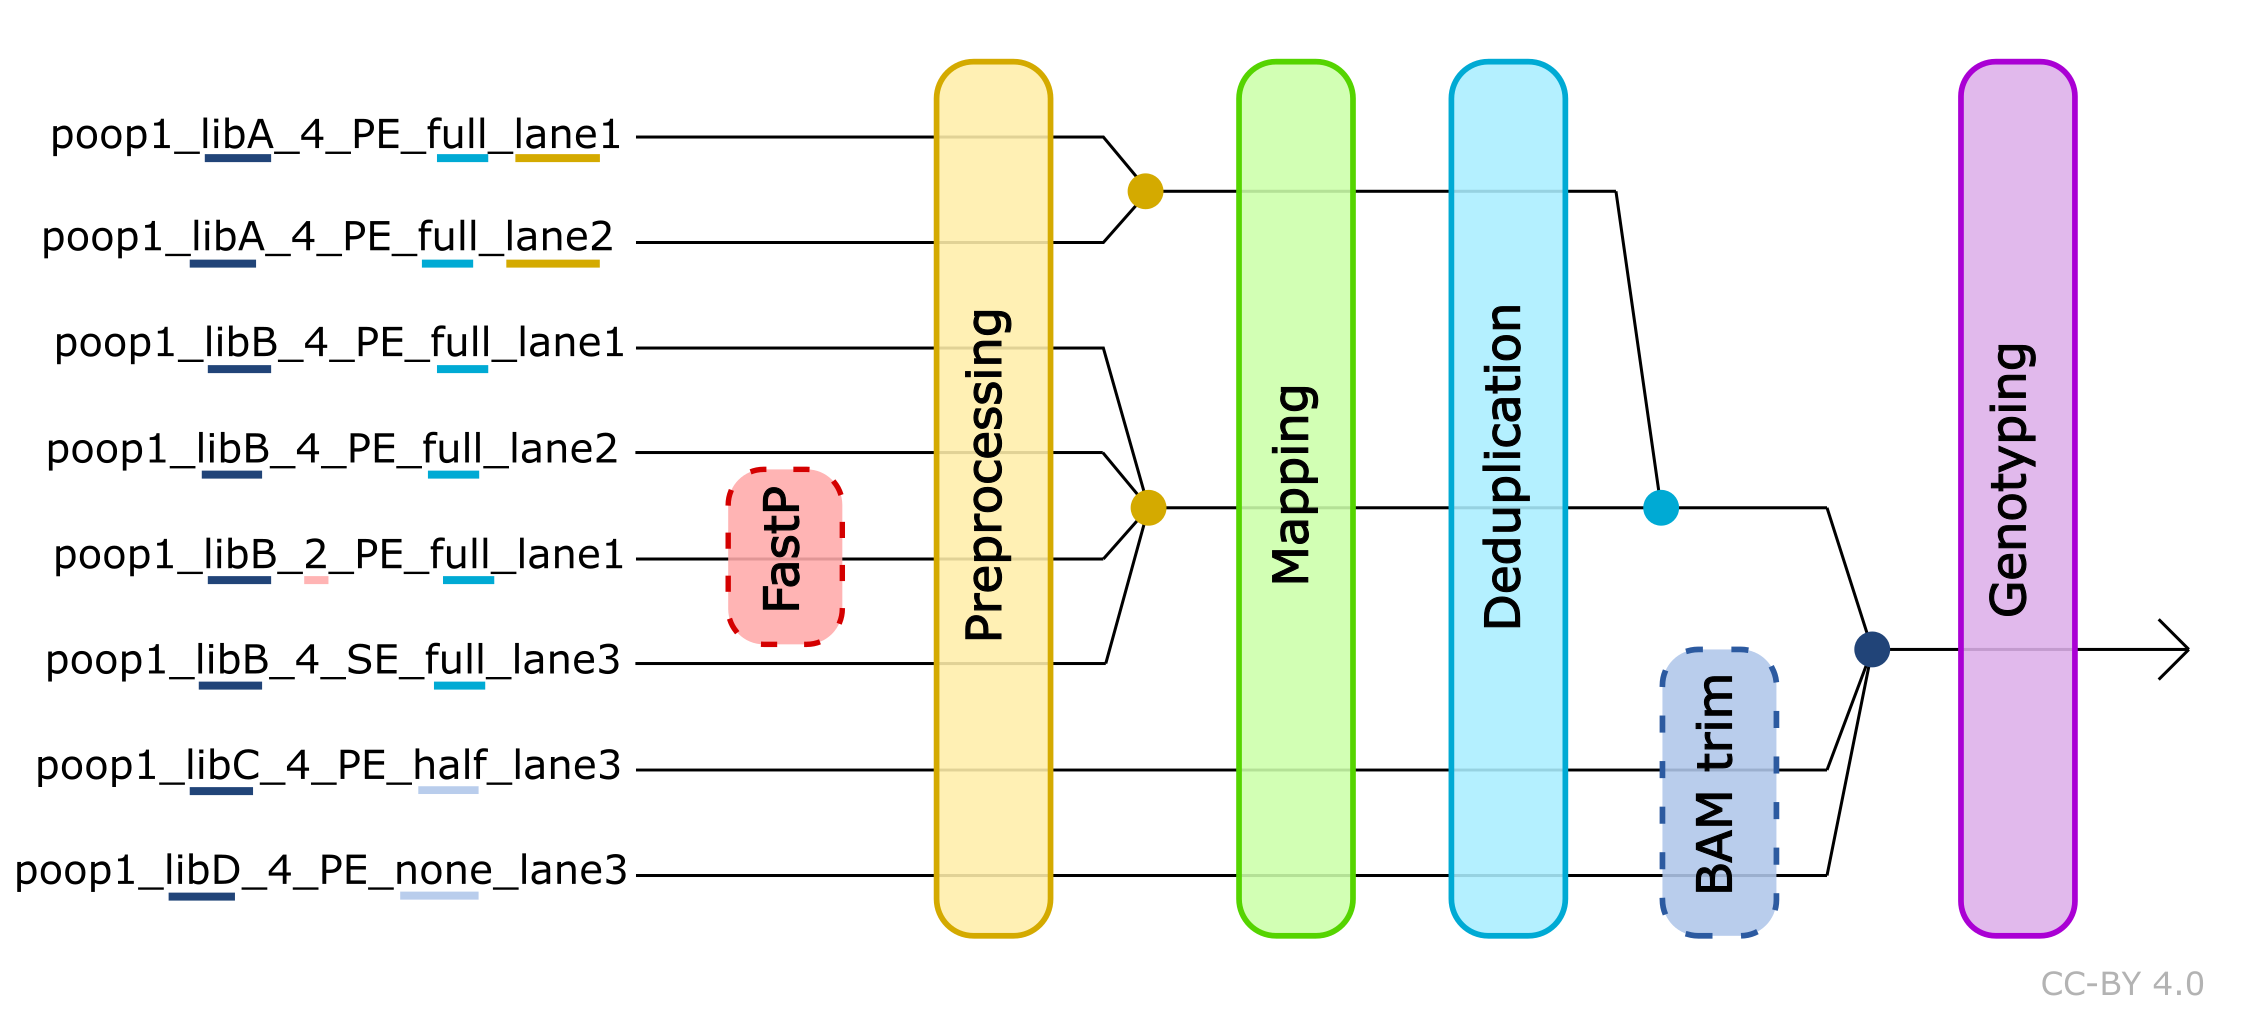 poop1_libA_4_PE_full_lane1
poop1_libA_4_PE_full_lane2
poop1_libB_4_PE_full_lane1
poop1_libB_4_PE_full_lane2
poop1_libB_2_PE_full_lane1
poop1_libB_4_SE_full_lane3
poop1_libC_4_PE_half_lane3
poop1_libD_4_PE_none_lane3
FastP
Preprocessing
Mapping
Deduplication
BAM trim
Genotyping
CC-BY 4.0